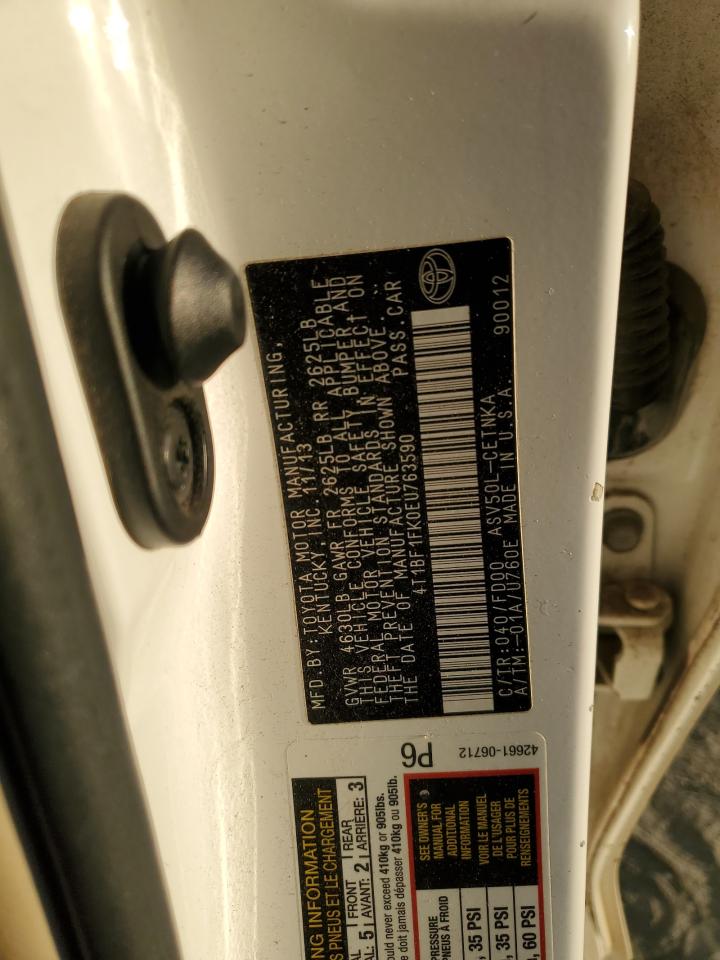 MFD. BY: TOYOTA MOTOR MANUFACTURING,
KENTUCKY, INC. 11/13
GVWR 4630LB GAWR FR 2625LB RR 2625LB
THIS VEHICLE CONFORMS TO ALL APPLICABLE
FEDERAL MOTOR VEHICLE SAFETY, BUMPER AND
THEFT PREVENTION STANDARDS IN EFFECT ON
THE DATE OF MANUFACTURE SHOWN ABOVE.
4T1BF1FK0EU763590 PASS.CAR
C/TR:040/FD00 ASV50L-CETNKA
A/TM:-01A/U760E MADE IN U.S.A. 90012
P6
42661-06712
ING INFORMATION
S PNEUS ET LE CHARGEMENT
AL FRONT REAR
AL: 5 AVANT: 2 ARRIÈRE: 3
ould never exceed 410kg or 905lbs.
e doit jamais dépasser 410kg ou 905lb.
SEE OWNER'S
MANUAL FOR
ADDITIONAL
INFORMATION
VOIR LE MANUEL
DE L'USAGER
POUR PLUS DE
RENSEIGNEMENTS
PRESSURE
PNEUS À FROID
, 35 PSI
, 35 PSI
, 60 PSI